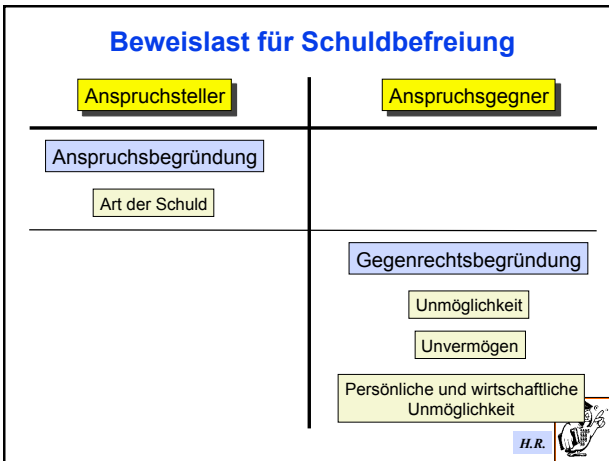 Beweislast für Schuldbefreiung
Anspruchsteller
Anspruchsgegner
Anspruchsbegründung
Art der Schuld
Gegenrechtsbegründung
Unmöglichkeit
Unvermögen
Persönliche und wirtschaftliche
Unmöglichkeit
H.R.